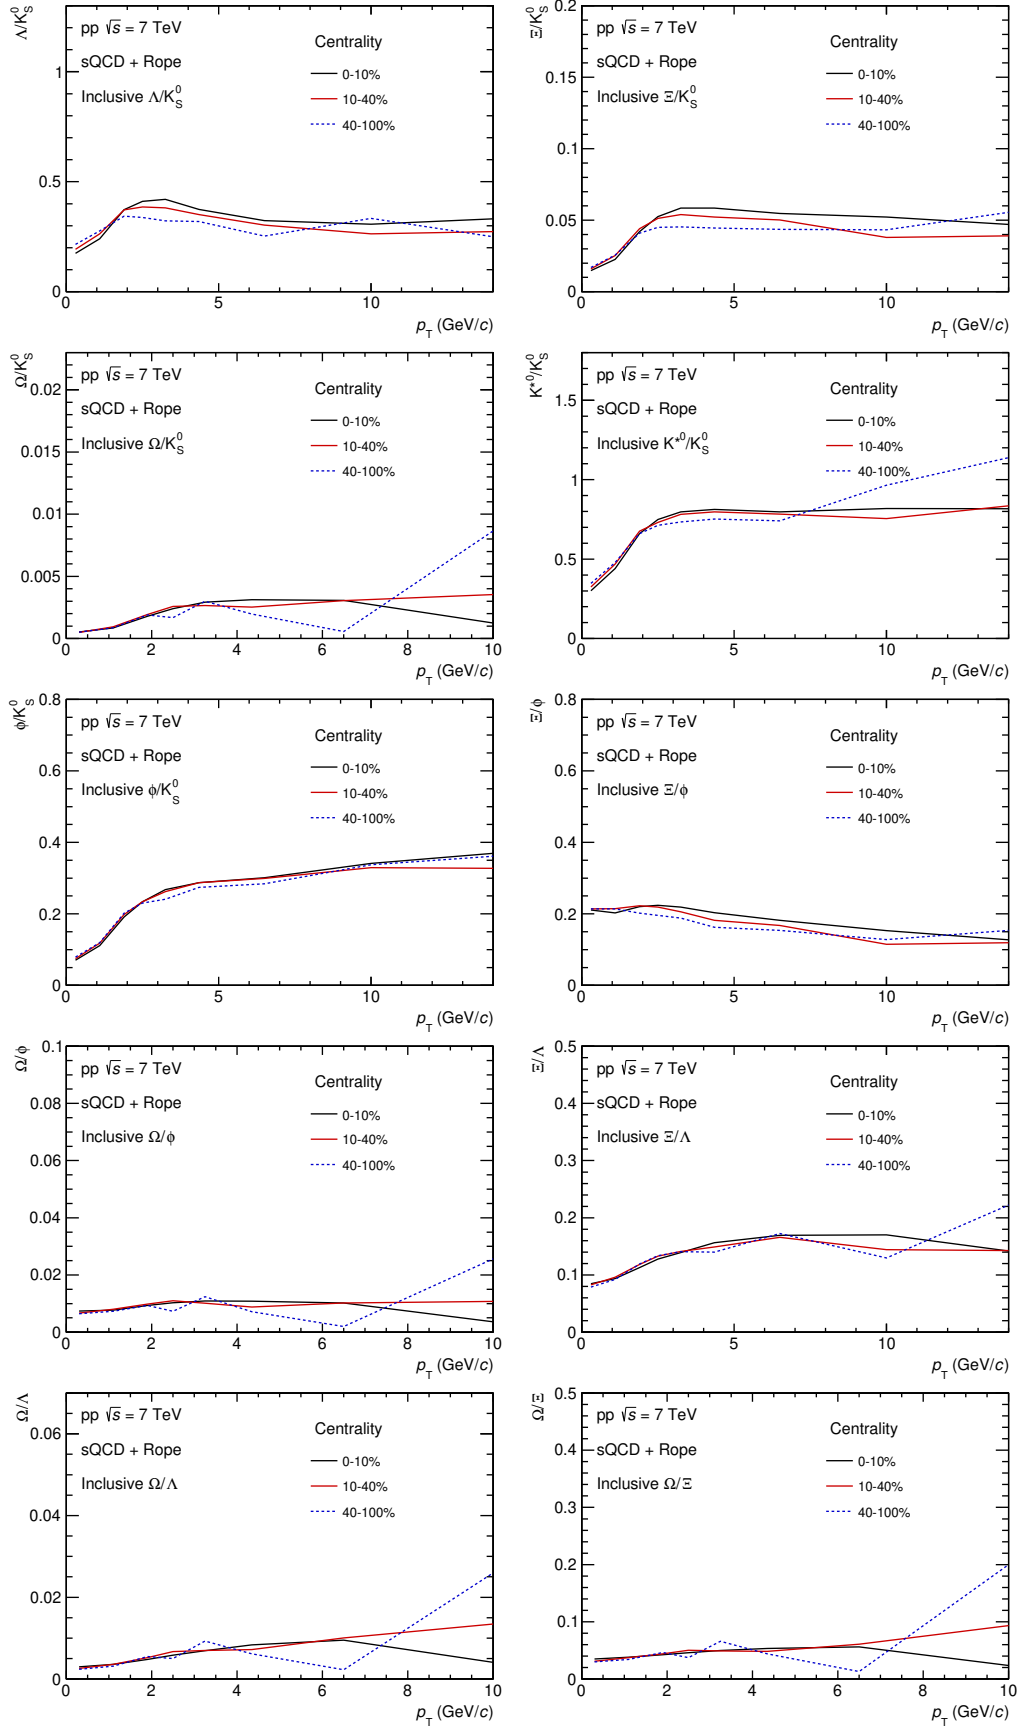 Λ/K⁰S
pp √s = 7 TeV
sQCD + Rope
Inclusive Λ/K⁰S
Centrality
0-10%
10-40%
40-100%
1
0.5
0
0 5 10
pT (GeV/c)
Ξ/K⁰S
pp √s = 7 TeV
sQCD + Rope
Inclusive Ξ/K⁰S
Centrality
0-10%
10-40%
40-100%
0.2
0.15
0.1
0.05
0
0 5 10
pT (GeV/c)
Ω/K⁰S
pp √s = 7 TeV
sQCD + Rope
Inclusive Ω/K⁰S
Centrality
0-10%
10-40%
40-100%
0.02
0.015
0.01
0.005
0
0 2 4 6 8 10
pT (GeV/c)
K*⁰/K⁰S
pp √s = 7 TeV
sQCD + Rope
Inclusive K*⁰/K⁰S
Centrality
0-10%
10-40%
40-100%
1.5
1
0.5
0
0 5 10
pT (GeV/c)
ϕ/K⁰S
pp √s = 7 TeV
sQCD + Rope
Inclusive ϕ/K⁰S
Centrality
0-10%
10-40%
40-100%
0.8
0.6
0.4
0.2
0
0 5 10
pT (GeV/c)
Ξ/ϕ
pp √s = 7 TeV
sQCD + Rope
Inclusive Ξ/ϕ
Centrality
0-10%
10-40%
40-100%
0.8
0.6
0.4
0.2
0
0 5 10
pT (GeV/c)
Ω/ϕ
pp √s = 7 TeV
sQCD + Rope
Inclusive Ω/ϕ
Centrality
0-10%
10-40%
40-100%
0.1
0.08
0.06
0.04
0.02
0
0 2 4 6 8 10
pT (GeV/c)
Ξ/Λ
pp √s = 7 TeV
sQCD + Rope
Inclusive Ξ/Λ
Centrality
0-10%
10-40%
40-100%
0.5
0.4
0.3
0.2
0.1
0
0 5 10
pT (GeV/c)
Ω/Λ
pp √s = 7 TeV
sQCD + Rope
Inclusive Ω/Λ
Centrality
0-10%
10-40%
40-100%
0.06
0.04
0.02
0
0 2 4 6 8 10
pT (GeV/c)
Ω/Ξ
pp √s = 7 TeV
sQCD + Rope
Inclusive Ω/Ξ
Centrality
0-10%
10-40%
40-100%
0.5
0.4
0.3
0.2
0.1
0
0 2 4 6 8 10
pT (GeV/c)